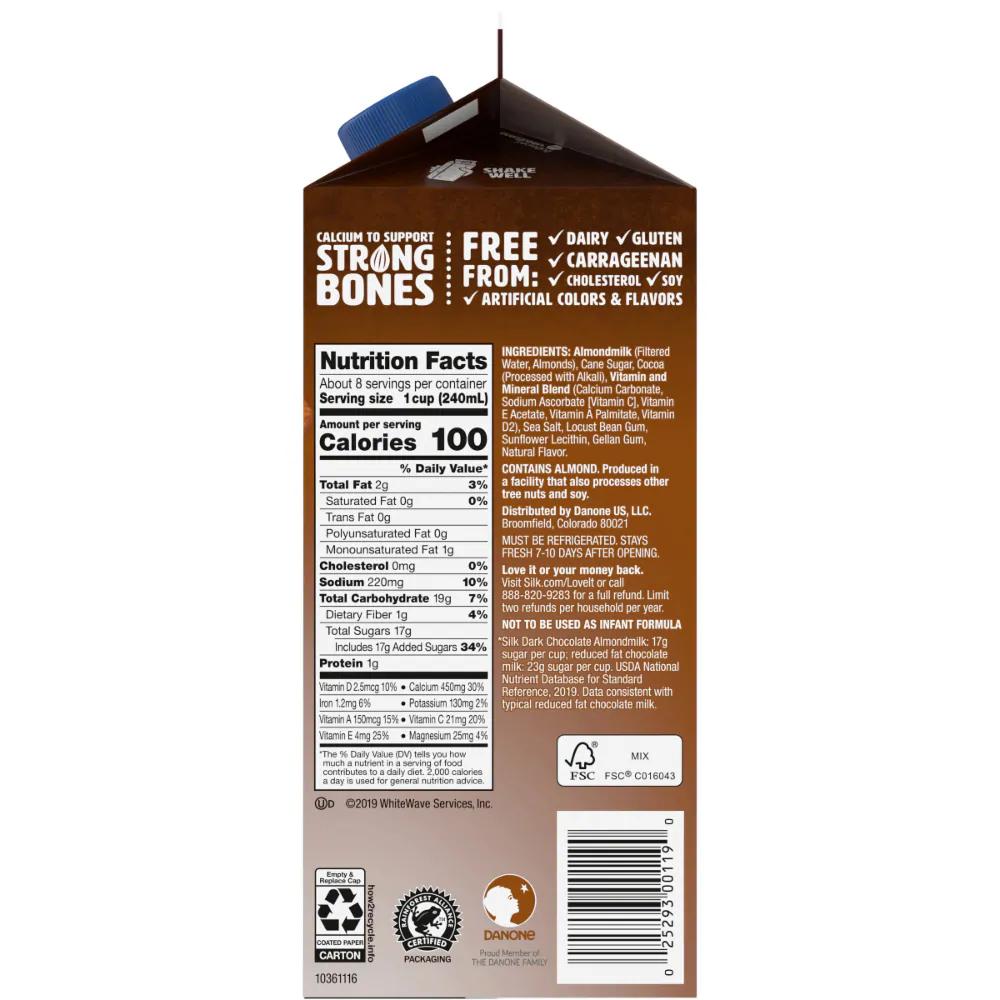 SHAKE
WELL
CALCIUM TO SUPPORT
STRONG
BONES
FREE
FROM:
✓ DAIRY ✓ GLUTEN
✓ CARRAGEENAN
✓ CHOLESTEROL ✓ SOY
✓ ARTIFICIAL COLORS & FLAVORS
Nutrition Facts
About 8 servings per container
Serving size 1 cup (240mL)
Amount per serving
Calories 100
% Daily Value*
Total Fat 2g 3%
Saturated Fat 0g 0%
Trans Fat 0g
Polyunsaturated Fat 0g
Monounsaturated Fat 1g
Cholesterol 0mg 0%
Sodium 220mg 10%
Total Carbohydrate 19g 7%
Dietary Fiber 1g 4%
Total Sugars 17g
Includes 17g Added Sugars 34%
Protein 1g
Vitamin D 2.5mcg 10% • Calcium 450mg 30%
Iron 1.2mg 6% • Potassium 130mg 2%
Vitamin A 150mcg 15% • Vitamin C 21mg 20%
Vitamin E 4mg 25% • Magnesium 25mg 4%
*The % Daily Value (DV) tells you how
much a nutrient in a serving of food
contributes to a daily diet. 2,000 calories
a day is used for general nutrition advice.
UD ©2019 WhiteWave Services, Inc.
INGREDIENTS: Almondmilk (Filtered
Water, Almonds), Cane Sugar, Cocoa
(Processed with Alkali), Vitamin and
Mineral Blend (Calcium Carbonate,
Sodium Ascorbate [Vitamin C], Vitamin
E Acetate, Vitamin A Palmitate, Vitamin
D2), Sea Salt, Locust Bean Gum,
Sunflower Lecithin, Gellan Gum,
Natural Flavor.
CONTAINS ALMOND. Produced in
a facility that also processes other
tree nuts and soy.
Distributed by Danone US, LLC.
Broomfield, Colorado 80021
MUST BE REFRIGERATED. STAYS
FRESH 7-10 DAYS AFTER OPENING.
Love it or your money back.
Visit Silk.com/LoveIt or call
888-820-9283 for a full refund. Limit
two refunds per household per year.
NOT TO BE USED AS INFANT FORMULA
*Silk Dark Chocolate Almondmilk: 17g
sugar per cup; reduced fat chocolate
milk: 23g sugar per cup. USDA National
Nutrient Database for Standard
Reference, 2019. Data consistent with
typical reduced fat chocolate milk.
FSC
®
MIX
FSC® C016043
Empty &
Replace Cap
COATED PAPER
CARTON
how2recycle.info
10361116
RAINFOREST ALLIANCE
CERTIFIED
TM
PACKAGING
DANONE
Proud Member of
THE DANONE FAMILY
0 25293 00119 0